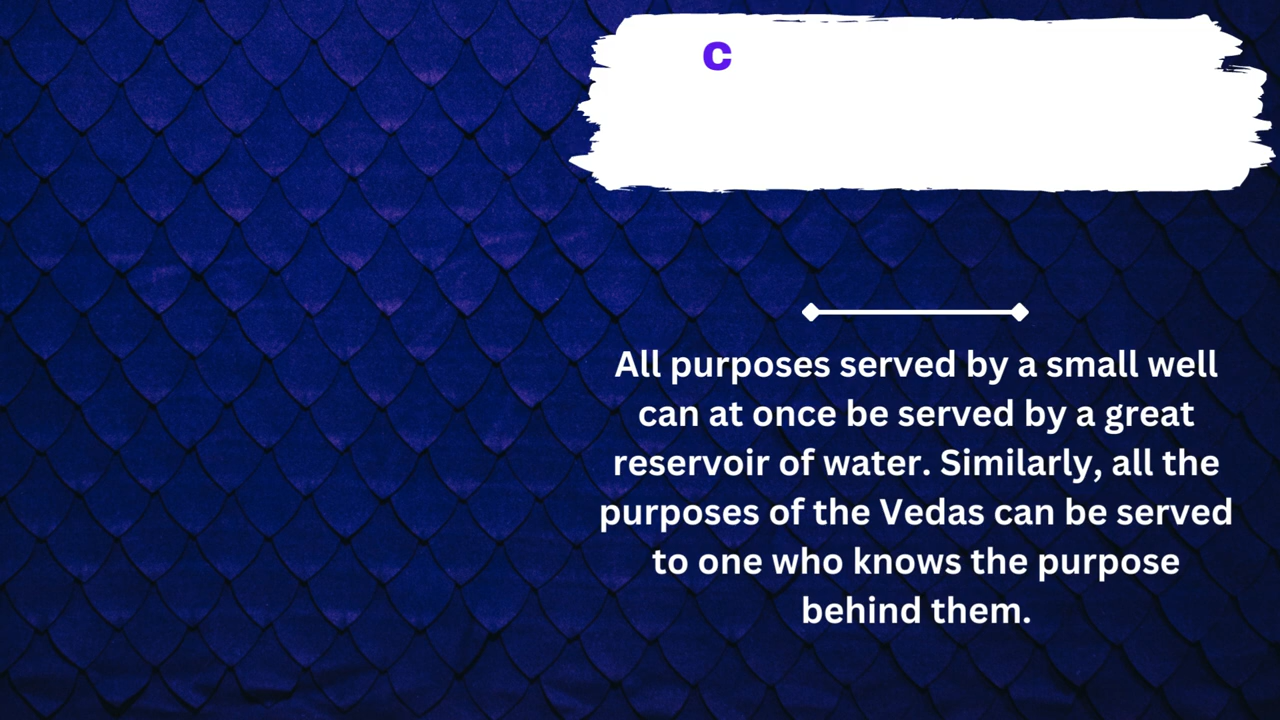 C
All purposes served by a small well
can at once be served by a great
reservoir of water. Similarly, all the
purposes of the Vedas can be served
to one who knows the purpose
behind them.